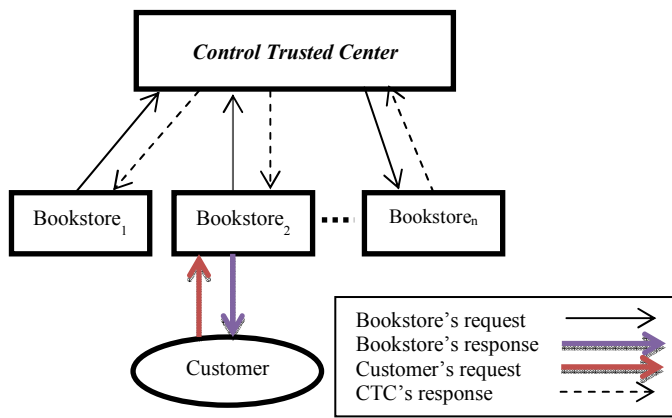 Control Trusted Center
Bookstore₁
Bookstore₂
Bookstoreₙ
Customer
Bookstore’s request
Bookstore’s response
Customer’s request
CTC’s response